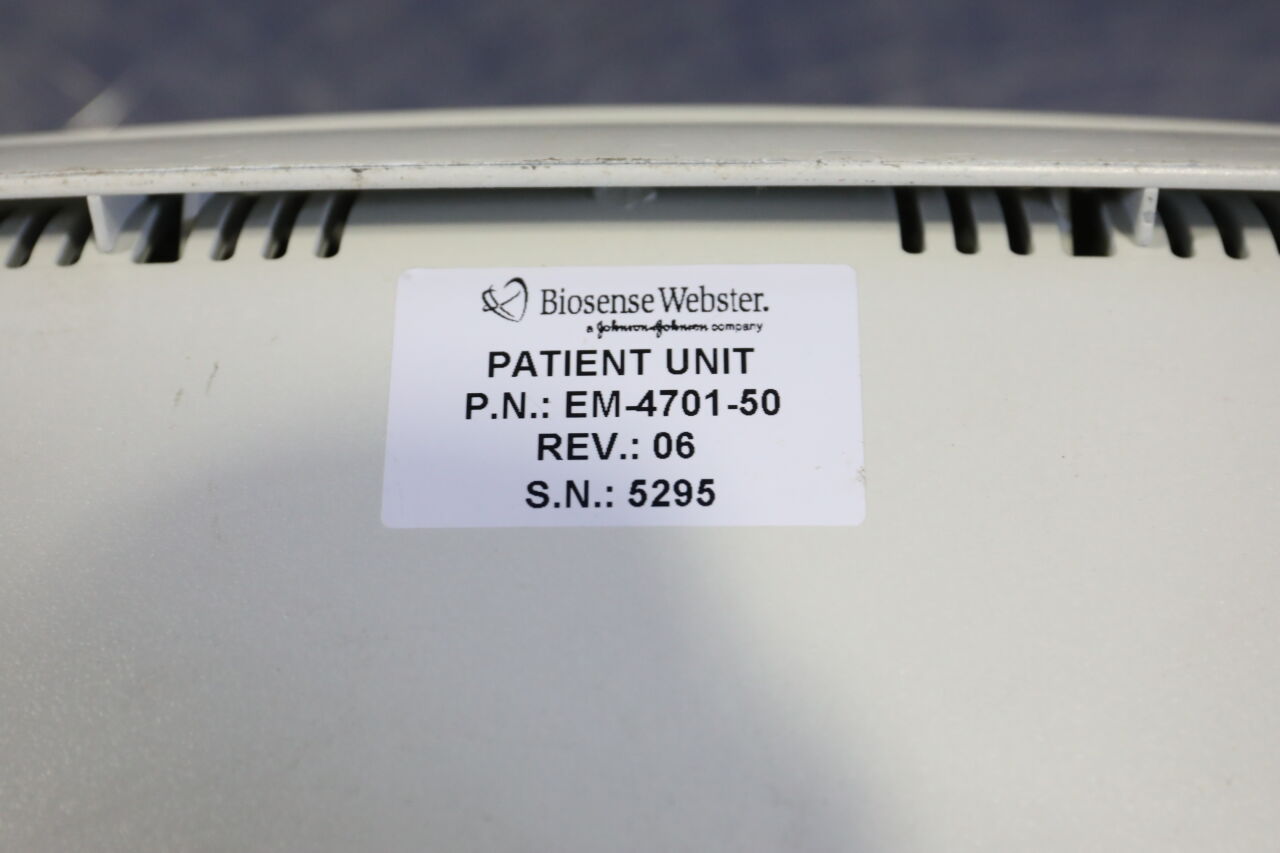 Biosense Webster.
a Johnson & Johnson company
PATIENT UNIT
P.N.: EM-4701-50
REV.: 06
S.N.: 5295